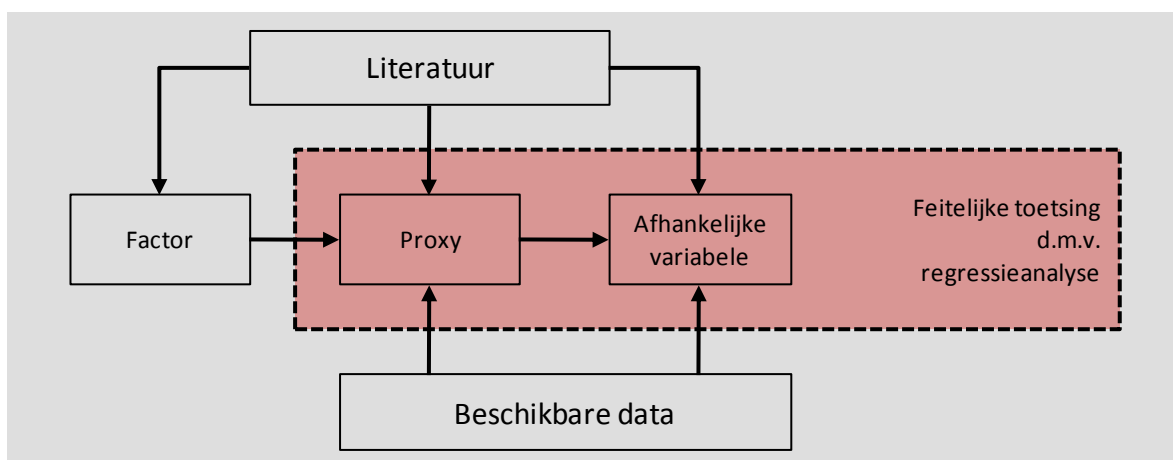 Literatuur
Factor
Proxy
Afhankelijke
variabele
Feitelijke toetsing
d.m.v.
regressieanalyse
Beschikbare data